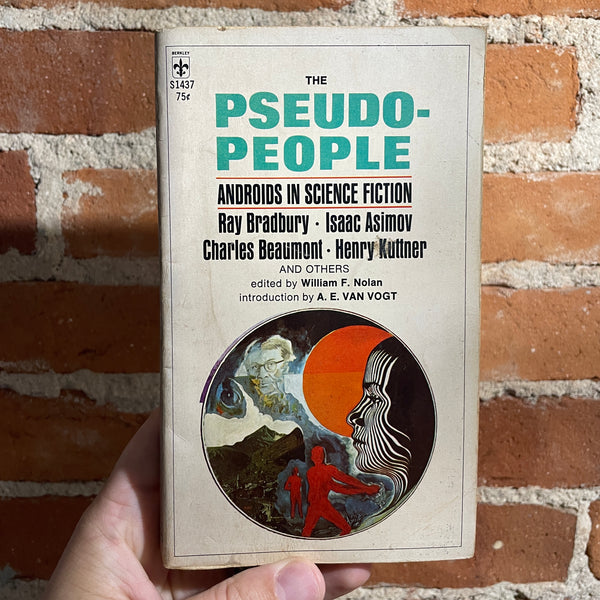 BERKLEY
S1437
75¢
THE
PSEUDO-
PEOPLE
ANDROIDS IN SCIENCE FICTION
Ray Bradbury · Isaac Asimov
Charles Beaumont · Henry Kuttner
AND OTHERS
edited by William F. Nolan
introduction by A. E. VAN VOGT